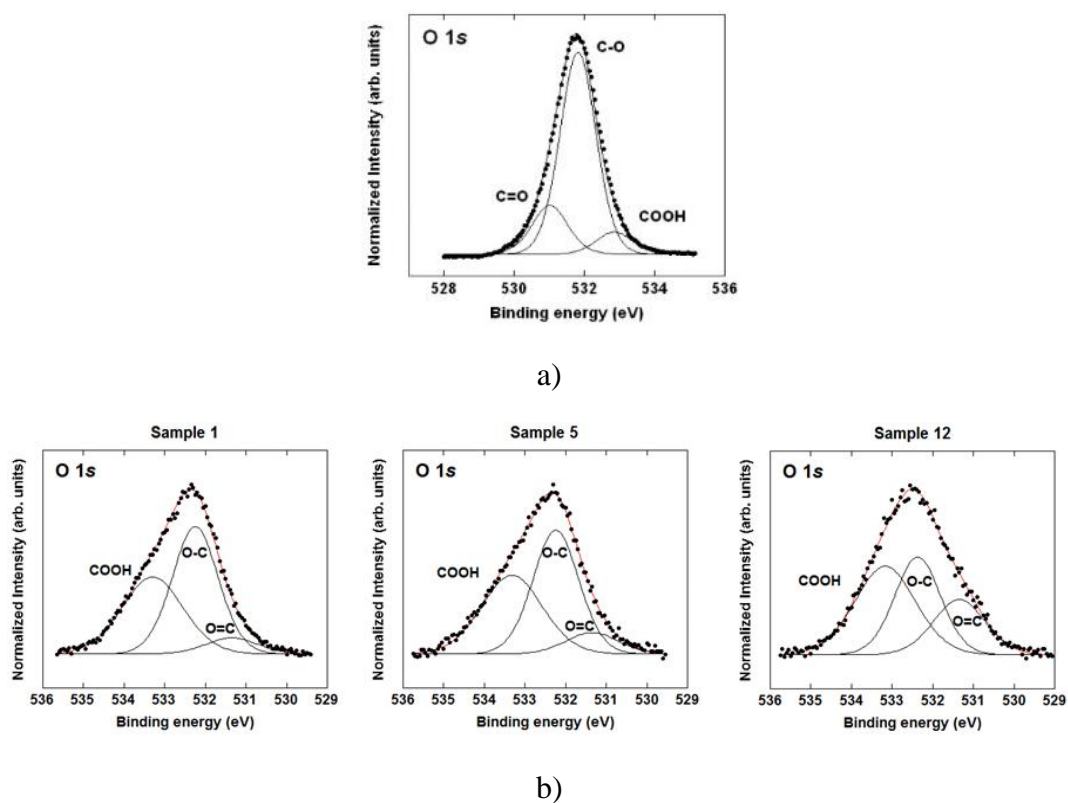 O 1s
C-O
C=O
COOH
Normalized Intensity (arb. units)
528 530 532 534 536
Binding energy (eV)
a)
Sample 1
O 1s
COOH
O-C
O=C
Normalized Intensity (arb. units)
536 535 534 533 532 531 530 529
Binding energy (eV)
Sample 5
O 1s
COOH
O-C
O=C
Normalized Intensity (arb. units)
536 535 534 533 532 531 530 529
Binding energy (eV)
Sample 12
O 1s
COOH
O-C
O=C
Normalized Intensity (arb. units)
536 535 534 533 532 531 530 529
Binding energy (eV)
b)